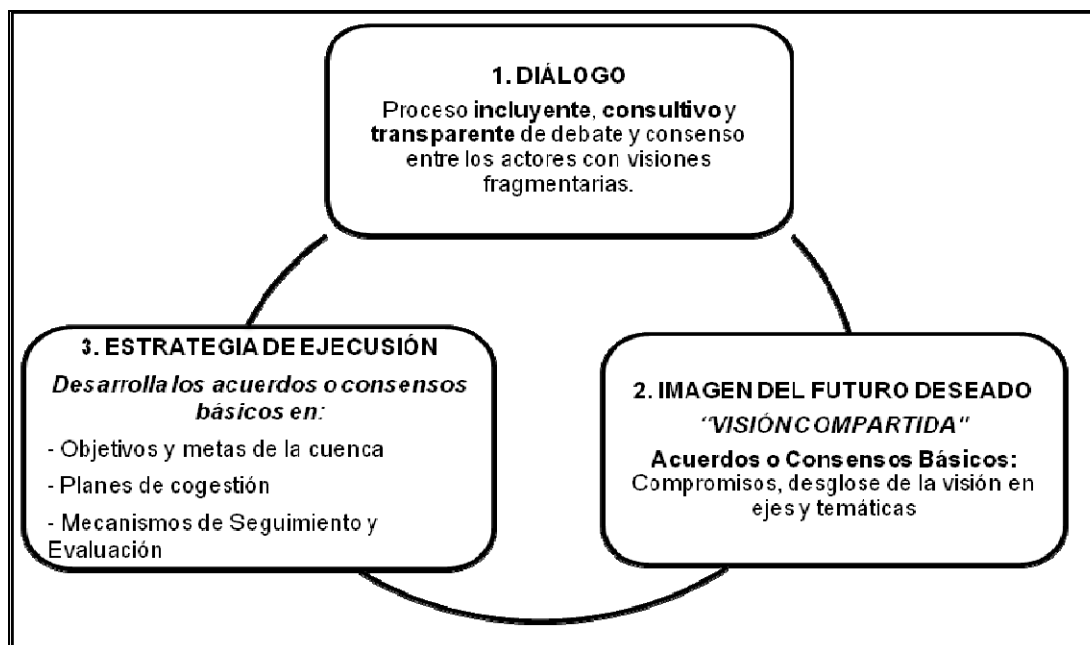 1. DIÁLOGO
Proceso incluyente, consultivo y
transparente de debate y consenso
entre los actores con visiones
fragmentarias.
3. ESTRATEGIA DE EJECUSIÓN
Desarrolla los acuerdos o consensos
básicos en:
- Objetivos y metas de la cuenca
- Planes de cogestión
- Mecanismos de Seguimiento y
Evaluación
2. IMAGEN DEL FUTURO DESEADO
"VISIÓN COMPARTIDA"
Acuerdos o Consensos Básicos:
Compromisos, desglose de la visión en
ejes y temáticas